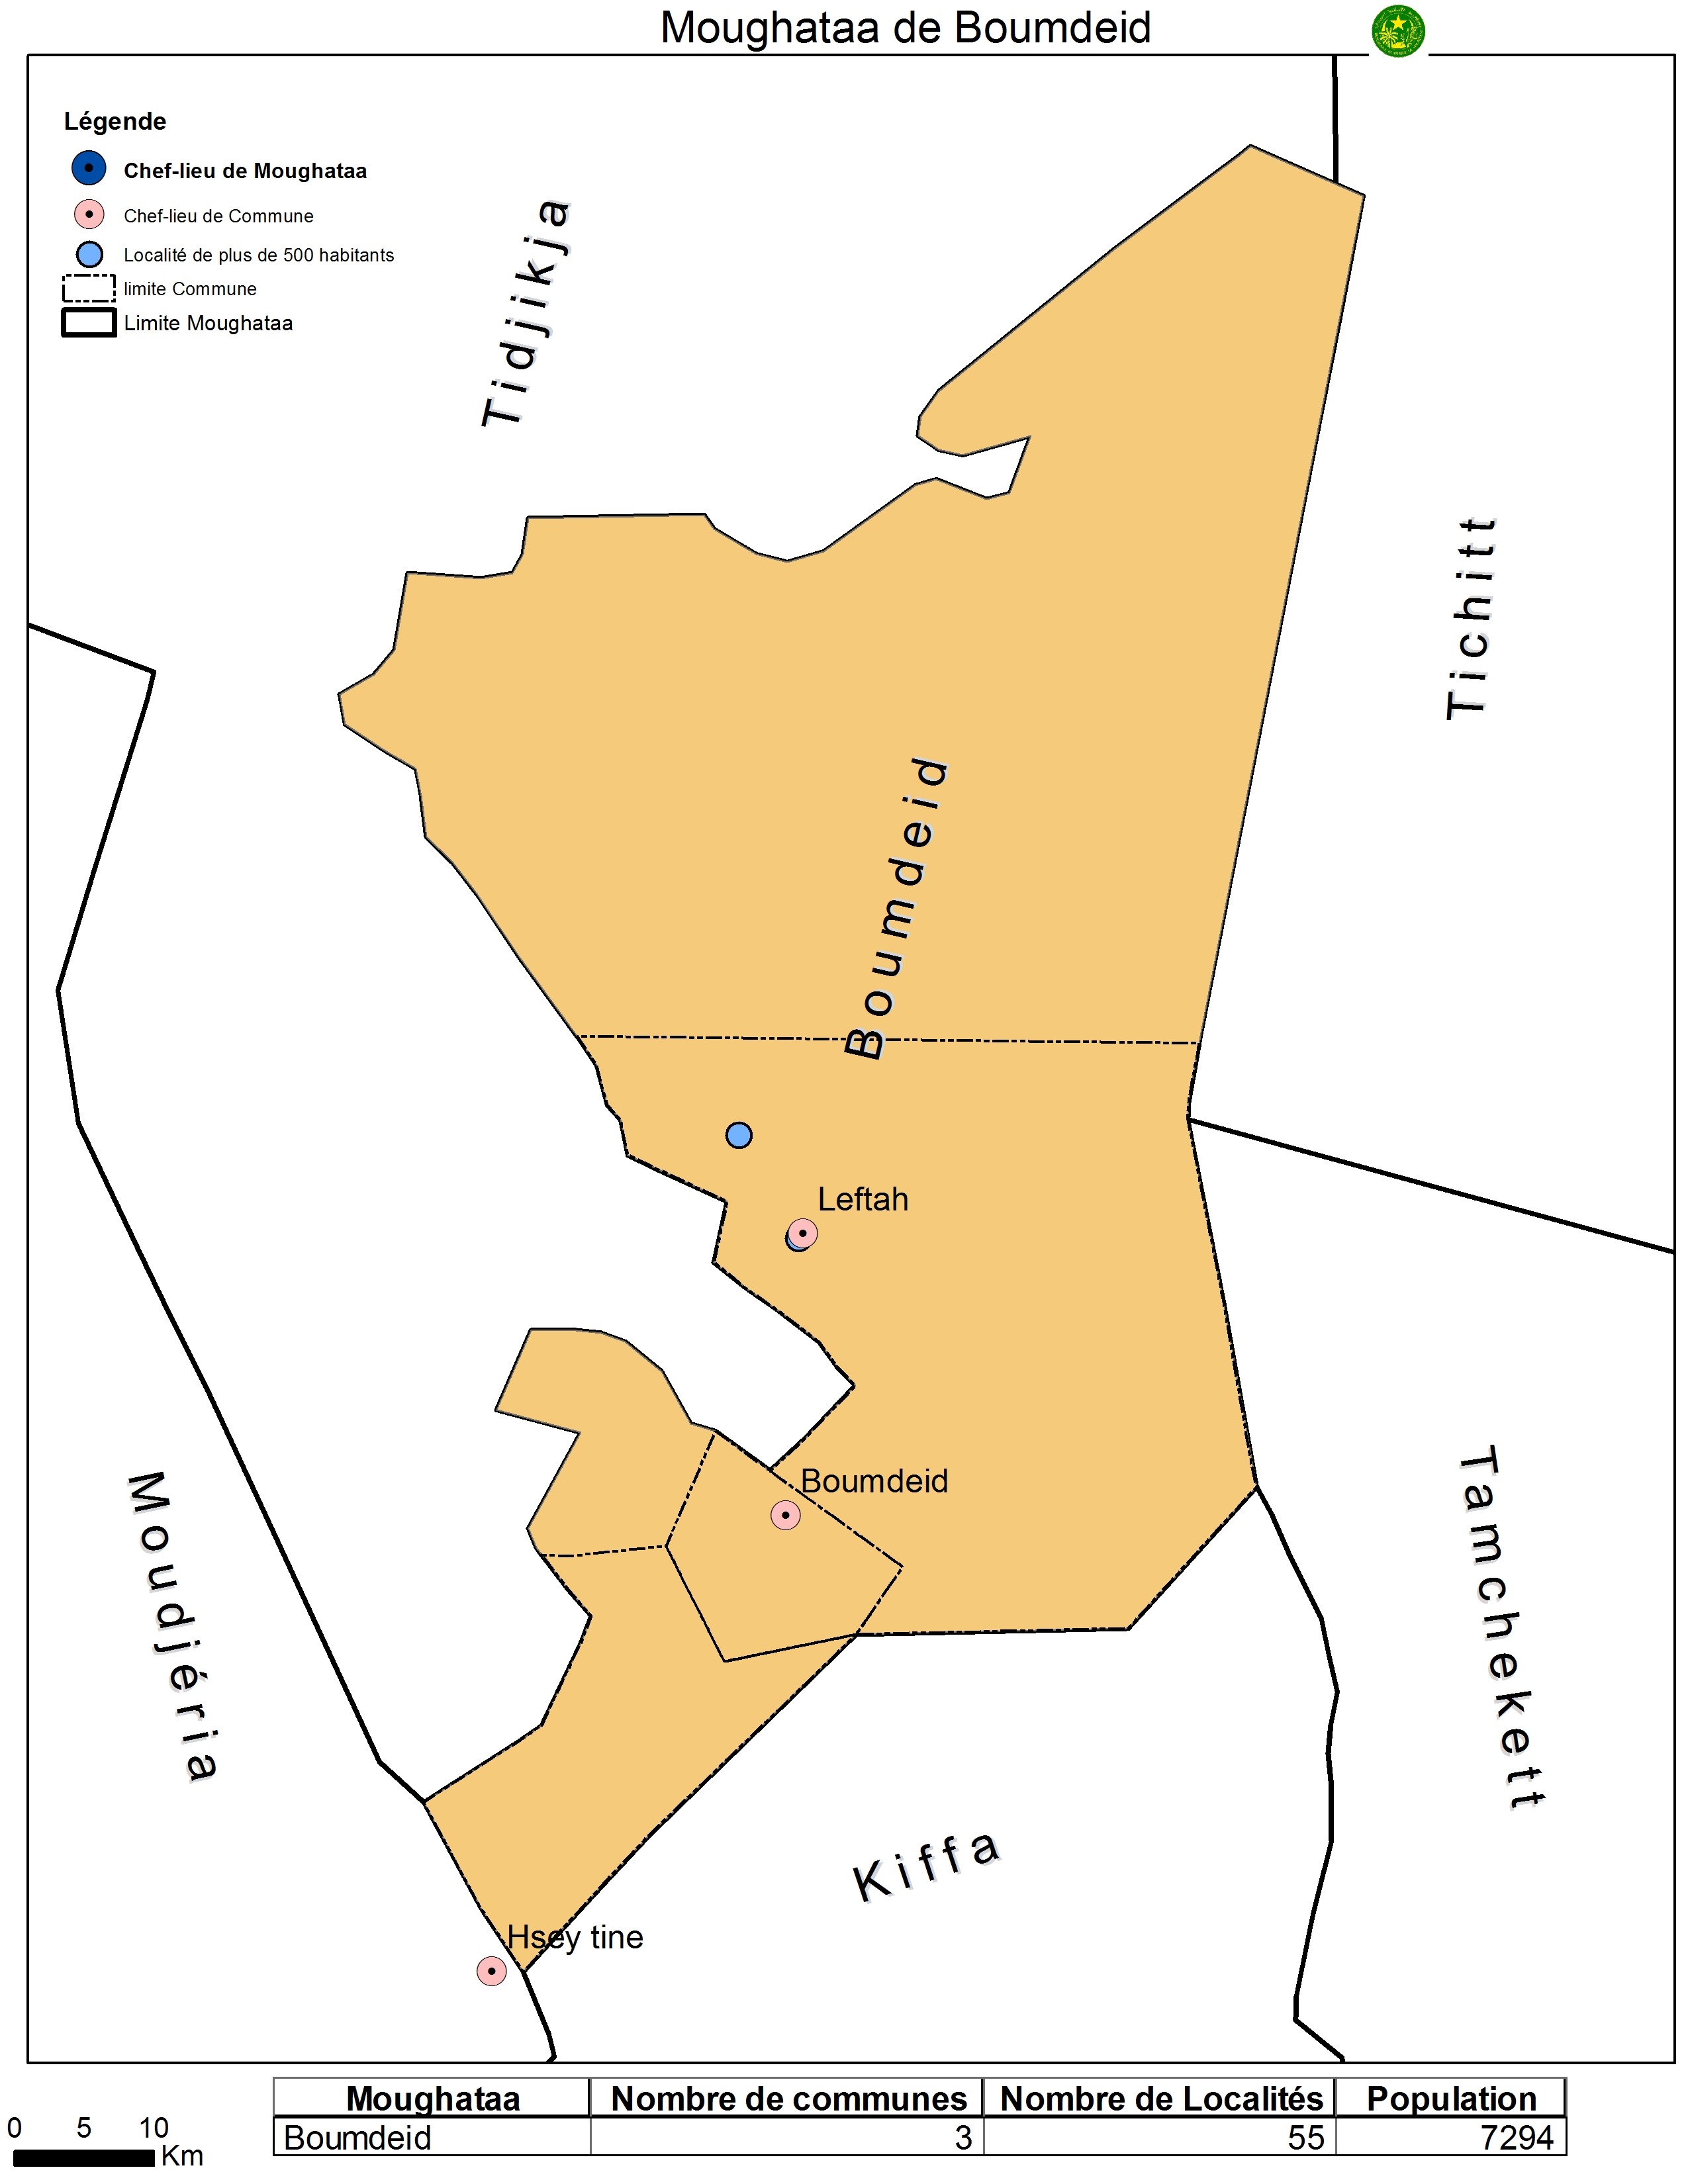 Moughataa de Boumdeid
Légende
Chef-lieu de Moughataa
Chef-lieu de Commune
Localité de plus de 500 habitants
limite Commune
Limite Moughataa
Tidjikja
Tichitt
Boumdeid
Leftah
Boumdeid
Moudjéria
Tamchekett
Kiffa
Hsey tine
0 5 10
Km
Moughataa Nombre de communes Nombre de Localités Population
Boumdeid 3 55 7294